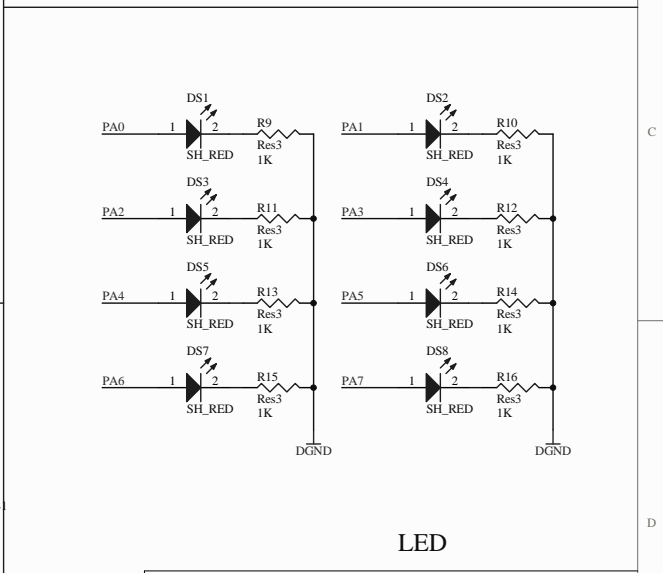 DS1 DS2
PA0 1 2 R9 PA1 1 2 R10
SH_RED Res3 SH_RED Res3
1K 1K
C
DS3 DS4
PA2 1 2 R11 PA3 1 2 R12
SH_RED Res3 SH_RED Res3
1K 1K
DS5 DS6
PA4 1 2 R13 PA5 1 2 R14
SH_RED Res3 SH_RED Res3
1K 1K
DS7 DS8
PA6 1 2 R15 PA7 1 2 R16
SH_RED Res3 SH_RED Res3
1K 1K
DGND DGND
D
LED